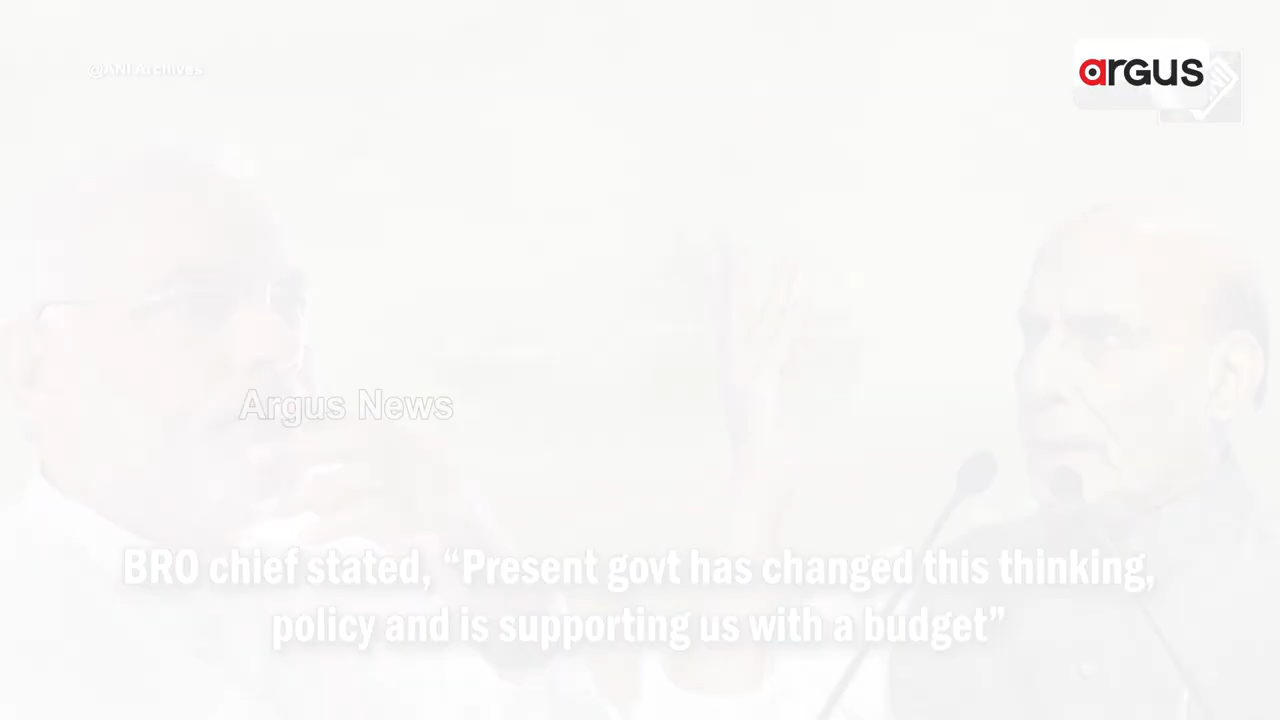 @ANI Archives
argus
ANI
Argus News
BRO chief stated, “Present govt has changed this thinking,
policy and is supporting us with a budget”